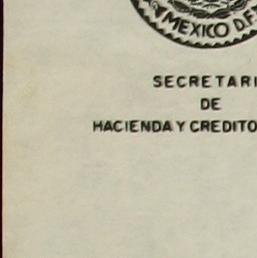 MEXICO D.F.
SECRETARI
DE
HACIENDA Y CREDITO